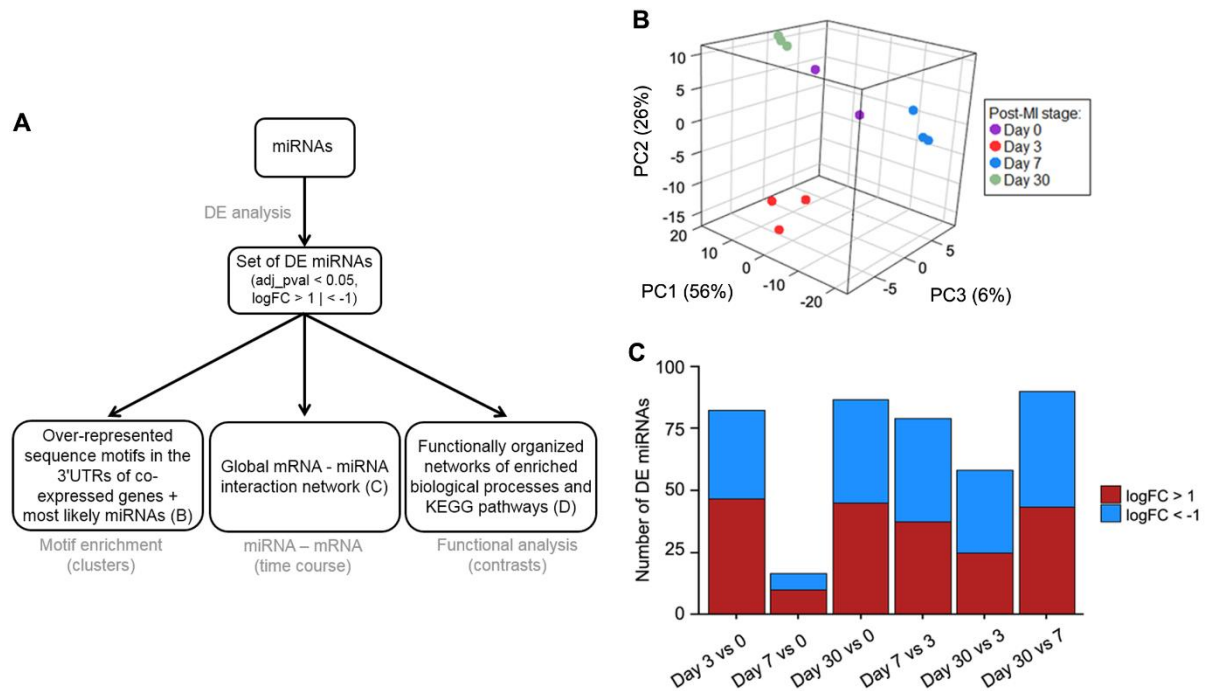 A
miRNAs
DE analysis
Set of DE miRNAs
(adj_pval < 0.05,
logFC > 1 | < -1)
Over-represented
sequence motifs in the
3'UTRs of co-
expressed genes +
most likely miRNAs (B)
Motif enrichment
(clusters)
Global mRNA - miRNA
interaction network (C)
miRNA – mRNA
(time course)
Functionally organized
networks of enriched
biological processes and
KEGG pathways (D)
Functional analysis
(contrasts)
B
PC2 (26%)
10
5
0
-5
-10
-15
20
10
0
-10
-20
PC1 (56%)
-5
0
5
PC3 (6%)
Post-MI stage:
Day 0
Day 3
Day 7
Day 30
C
Number of DE miRNAs
100
75
50
25
0
Day 3 vs 0
Day 7 vs 0
Day 30 vs 0
Day 7 vs 3
Day 30 vs 3
Day 30 vs 7
logFC > 1
logFC < -1